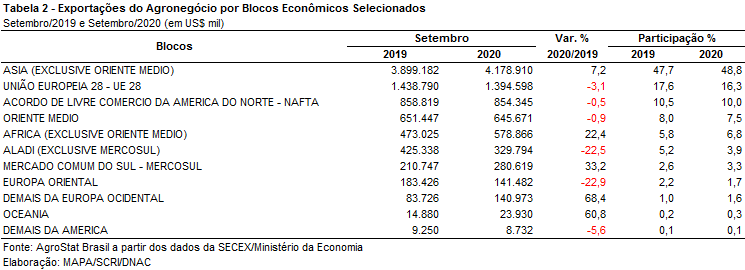 Tabela 2 - Exportações do Agronegócio por Blocos Econômicos Selecionados
Setembro/2019 e Setembro/2020 (em US$ mil)
Blocos Setembro Var. % Participação %
2019 2020 2020/2019 2019 2020
ASIA (EXCLUSIVE ORIENTE MEDIO) 3.899.182 4.178.910 7,2 47,7 48,8
UNIÃO EUROPEIA 28 - UE 28 1.438.790 1.394.598 -3,1 17,6 16,3
ACORDO DE LIVRE COMERCIO DA AMERICA DO NORTE - NAFTA 858.819 854.345 -0,5 10,5 10,0
ORIENTE MEDIO 651.447 645.671 -0,9 8,0 7,5
AFRICA (EXCLUSIVE ORIENTE MEDIO) 473.025 578.866 22,4 5,8 6,8
ALADI (EXCLUSIVE MERCOSUL) 425.338 329.794 -22,5 5,2 3,9
MERCADO COMUM DO SUL - MERCOSUL 210.747 280.619 33,2 2,6 3,3
EUROPA ORIENTAL 183.426 141.482 -22,9 2,2 1,7
DEMAIS DA EUROPA OCIDENTAL 83.726 140.973 68,4 1,0 1,6
OCEANIA 14.880 23.930 60,8 0,2 0,3
DEMAIS DA AMERICA 9.250 8.732 -5,6 0,1 0,1
Fonte: AgroStat Brasil a partir dos dados da SECEX/Ministério da Economia
Elaboração: MAPA/SCRI/DNAC